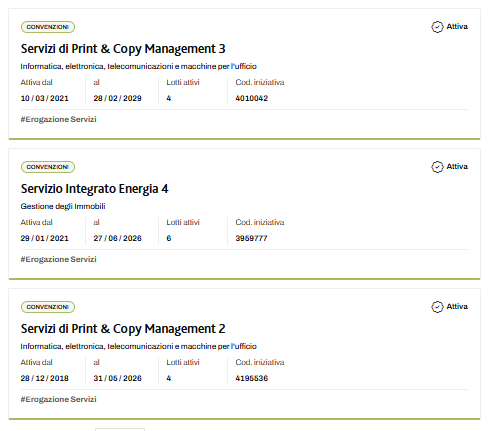 CONVENZIONI
Attiva
Servizi di Print & Copy Management 3
Informatica, elettronica, telecomunicazioni e macchine per l'ufficio
Attiva dal al Lotti attivi Cod. iniziativa
10 / 03 / 2021 28 / 02 / 2029 4 4010042
#Erogazione Servizi
CONVENZIONI
Attiva
Servizio Integrato Energia 4
Gestione degli Immobili
Attiva dal al Lotti attivi Cod. iniziativa
29 / 01 / 2021 27 / 06 / 2026 6 3959777
#Erogazione Servizi
CONVENZIONI
Attiva
Servizi di Print & Copy Management 2
Informatica, elettronica, telecomunicazioni e macchine per l'ufficio
Attiva dal al Lotti attivi Cod. iniziativa
28 / 12 / 2018 31 / 05 / 2026 4 4195536
#Erogazione Servizi